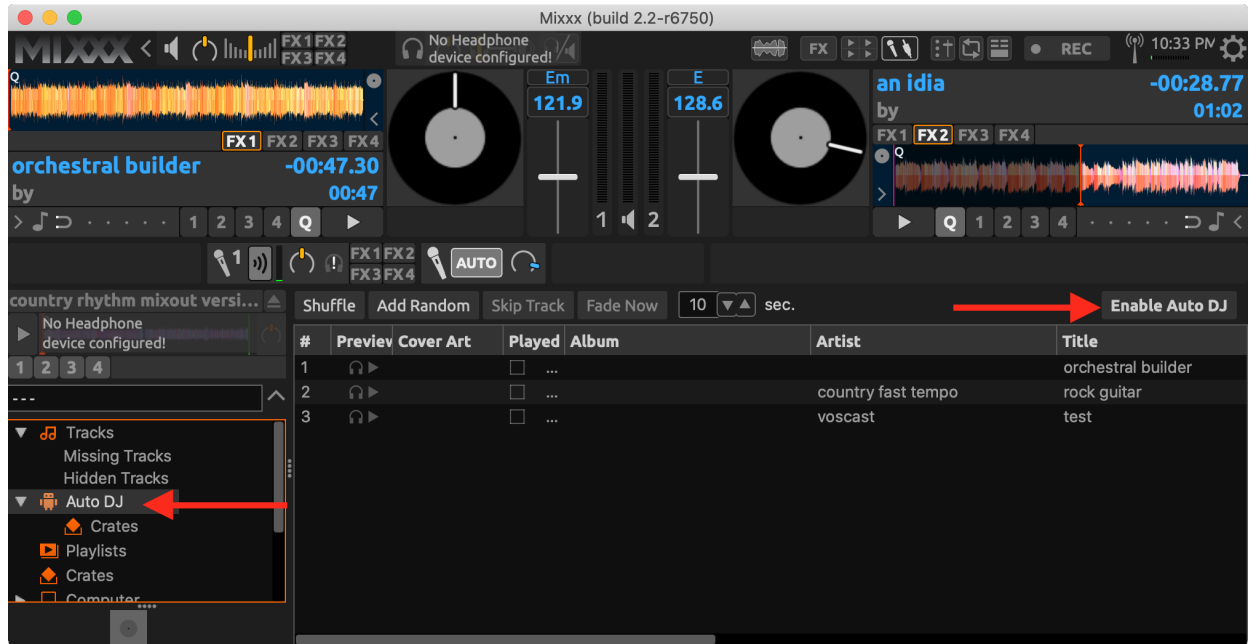 Mixxx (build 2.2-r6750)
MIXXX
FX1 FX2
FX3 FX4
No Headphone
device configured!
FX
REC
10:33 PM
Em
121.9
E
128.6
an idia
-00:28.77
by
01:02
FX1 FX2 FX3 FX4
Q
Q
FX1 FX2 FX3 FX4
orchestral builder
-00:47.30
by
00:47
1 2 3 4 Q
1 2
Q 1 2 3 4
1
FX1 FX2
FX3 FX4
AUTO
country rhythm mixout versi...
No Headphone
device configured!
1 2 3 4
---
Tracks
Missing Tracks
Hidden Tracks
Auto DJ
Crates
Playlists
Crates
Computer
Shuffle Add Random Skip Track Fade Now 10 sec. Enable Auto DJ
# Preview Cover Art Played Album Artist Title
1 ... orchestral builder
2 ... country fast tempo rock guitar
3 ... voscast test